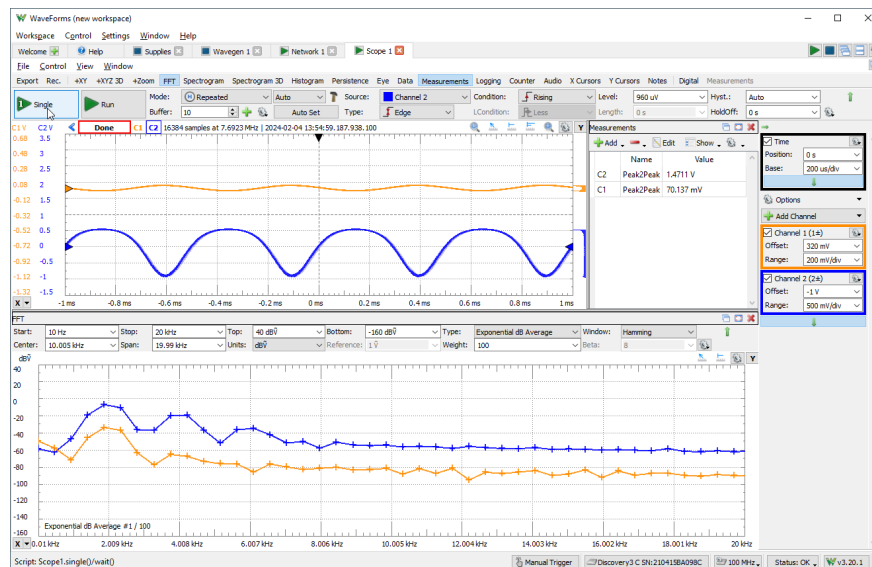 WaveForms (new workspace)
Workspace Control Settings Window Help
Welcome Help Supplies Wavegen 1 Network 1 Scope 1
File Control View Window
Export Rec. +XY +XYZ 3D +Zoom FFT Spectrogram Spectrogram 3D Histogram Persistence Eye Data Measurements Logging Counter Audio X Cursors Y Cursors Notes Digital Measurements
Single Run Mode: Repeated Auto Source: Channel 2 Condition: Rising Level: 960 uV Hyst.: Auto
Buffer: 10 Auto Set Type: Edge LCondition: Less Length: 0 s HoldOff: 0 s
C1 V C2 V Done C1 C2 16384 samples at 7.6923 MHz | 2024-02-04 13:54:59.187.938.100 Y
0.68 3.5
0.48 3
0.28 2.5
0.08 2
-0.12 1.5
-0.32 1
-0.52 0.5
-0.72 0
-0.92 -0.5
-1.12 -1
-1.32 -1.5
X -1 ms -0.8 ms -0.6 ms -0.4 ms -0.2 ms 0 ms 0.2 ms 0.4 ms 0.6 ms 0.8 ms 1 ms
Measurements
Add Edit Show
Name Value
C2 Peak2Peak 1.4711 V
C1 Peak2Peak 70.137 mV
Time
Position: 0 s
Base: 200 us/div
Options
Add Channel
Channel 1 (1±)
Offset: 320 mV
Range: 200 mV/div
Channel 2 (2±)
Offset: -1 V
Range: 500 mV/div
FFT
Start: 10 Hz Stop: 20 kHz Top: 40 dBṼ Bottom: -160 dBṼ Type: Exponential dB Average Window: Hamming
Center: 10.005 kHz Span: 19.99 kHz Units: dBṼ Reference: 1 Ṽ Weight: 100 Beta: 8
dBṼ Y
40
20
0
-20
-40
-60
-80
-100
-120
-140
-160
Exponential dB Average #1 / 100
X 0.01 kHz 2.009 kHz 4.008 kHz 6.007 kHz 8.006 kHz 10.005 kHz 12.004 kHz 14.003 kHz 16.002 kHz 18.001 kHz 20 kHz
Script: Scope1.single()/wait() Manual Trigger Discovery3 C SN:210415BA098C 100 MHz Status: OK v3.20.1